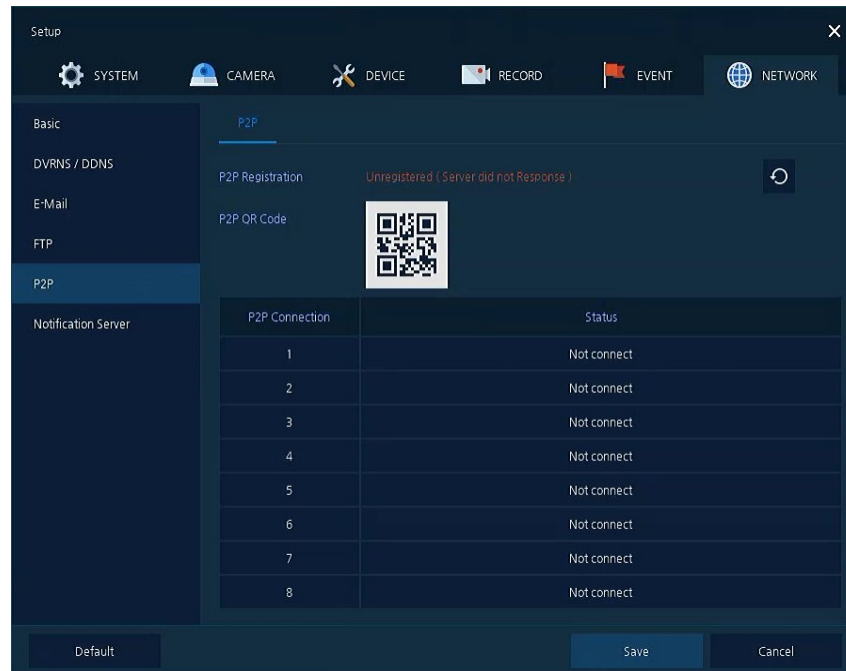 Setup
SYSTEM CAMERA DEVICE RECORD EVENT NETWORK
Basic
DVRNS / DDNS
E-Mail
FTP
P2P
Notification Server
P2P
P2P Registration Unregistered ( Server did not Response )
P2P QR Code
P2P Connection Status
1 Not connect
2 Not connect
3 Not connect
4 Not connect
5 Not connect
6 Not connect
7 Not connect
8 Not connect
Default Save Cancel